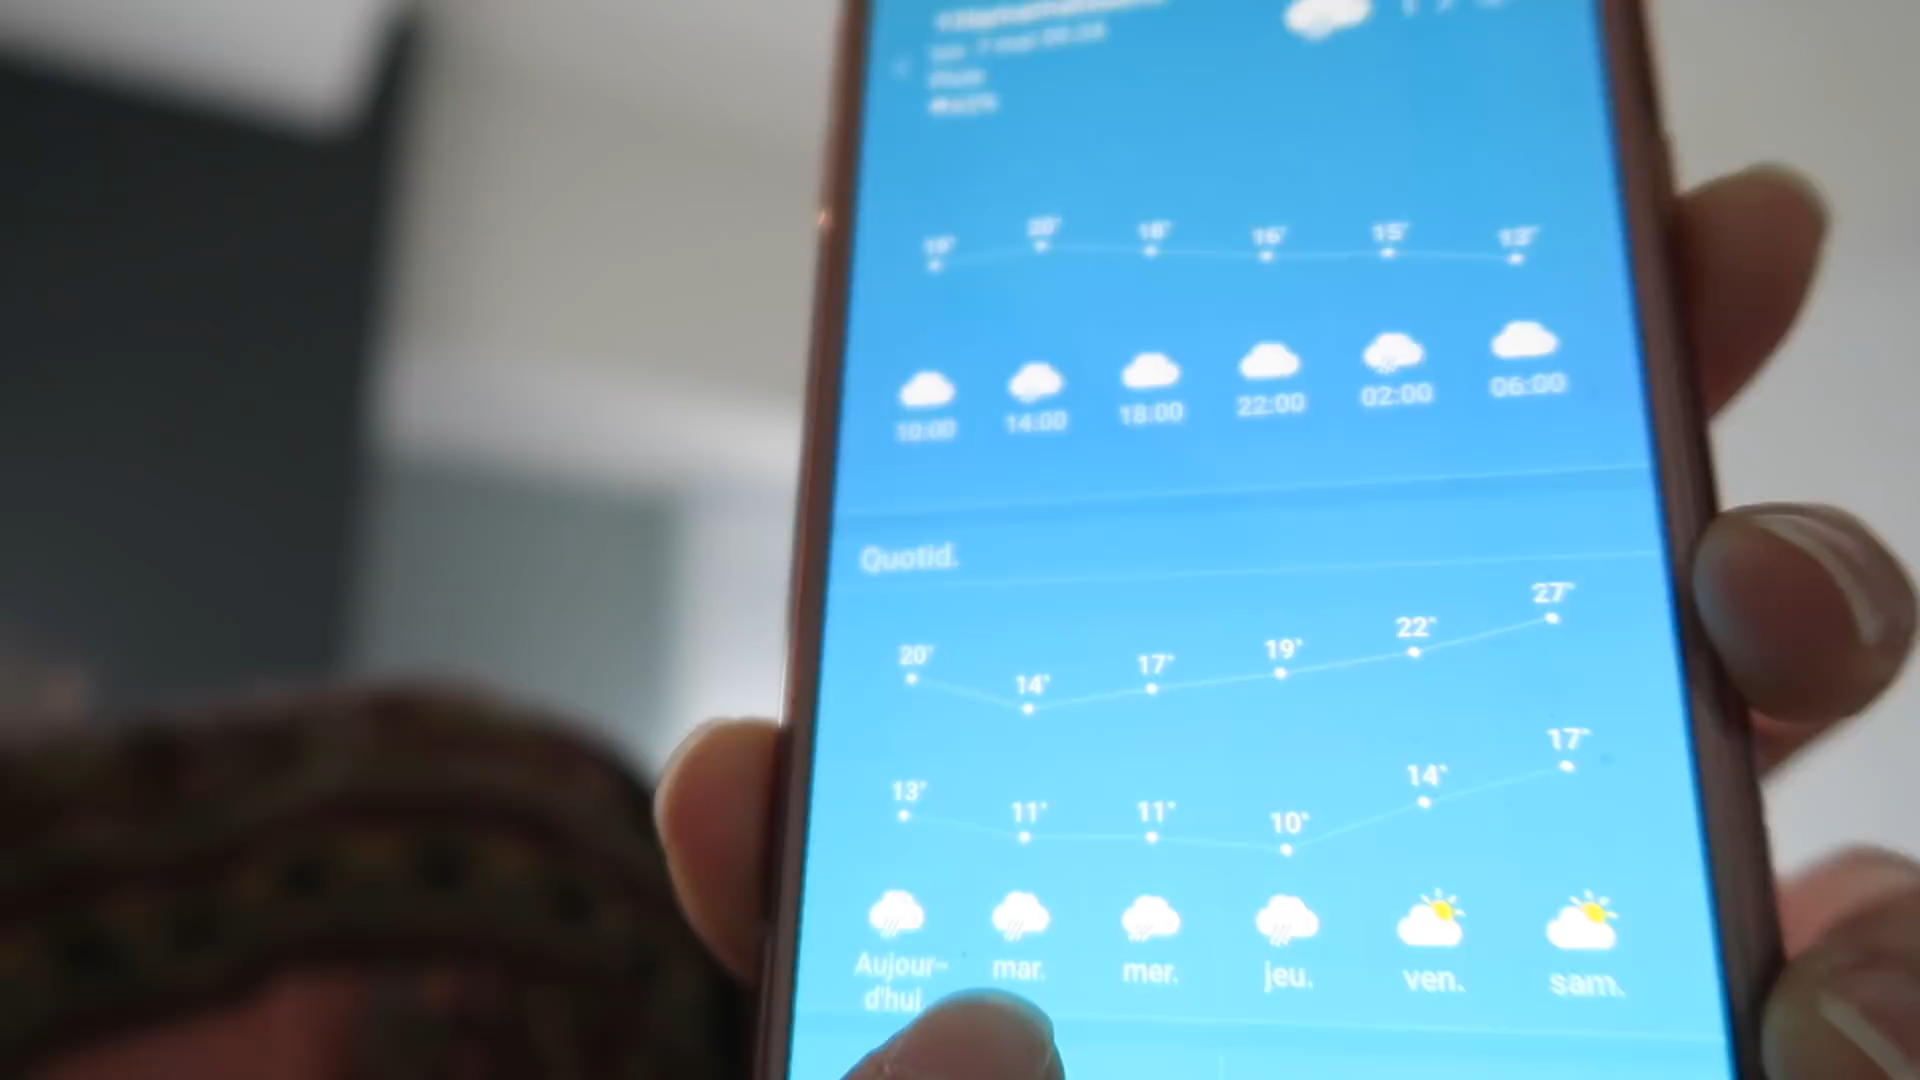 19° 20° 18° 16° 15° 13°
10:00 14:00 18:00 22:00 02:00 06:00
Quotid.
20° 14° 17° 19° 22° 27°
13° 11° 11° 10° 14° 17°
Aujour- mar. mer. jeu. ven. sam.
d'hui